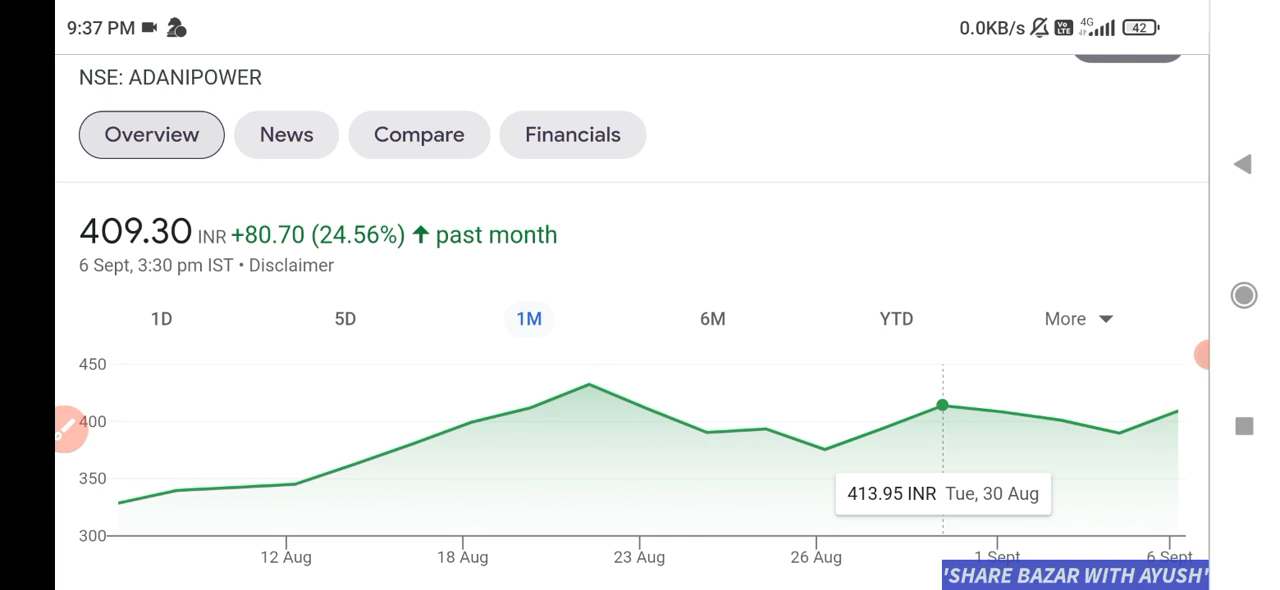 9:37 PM 0.0KB/s Vo LTE 4G 42
NSE: ADANIPOWER
Overview News Compare Financials
409.30 INR +80.70 (24.56%) ↑ past month
6 Sept, 3:30 pm IST • Disclaimer
1D 5D 1M 6M YTD More
450
400
350
413.95 INR Tue, 30 Aug
300
12 Aug 18 Aug 23 Aug 26 Aug 1 Sept 6 Sept
'SHARE BAZAR WITH AYUSH'